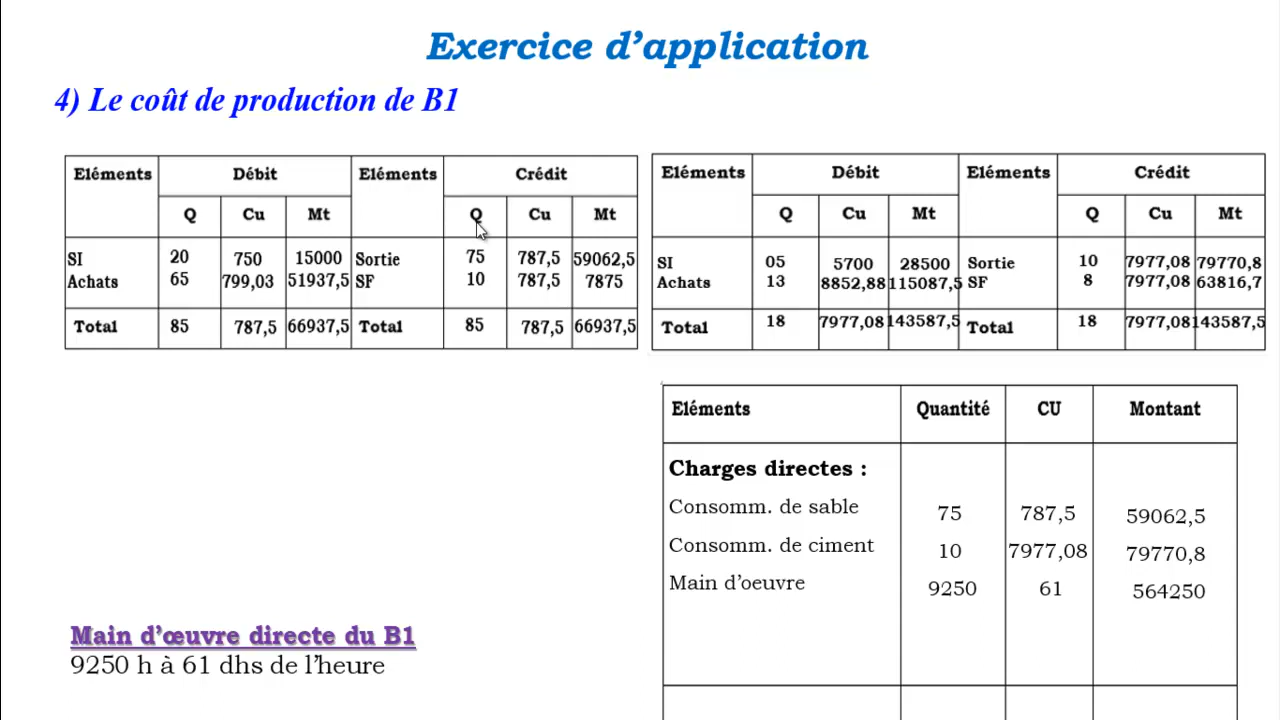 Exercice d'application
4) Le coût de production de B1
Eléments Débit Eléments Crédit
Q Cu Mt Q Cu Mt
SI 20 750 15000 Sortie 75 787,5 59062,5
Achats 65 799,03 51937,5 SF 10 787,5 7875
Total 85 787,5 66937,5 Total 85 787,5 66937,5
Eléments Débit Eléments Crédit
Q Cu Mt Q Cu Mt
SI 05 5700 28500 Sortie 10 7977,08 79770,8
Achats 13 8852,88 115087,5 SF 8 7977,08 63816,7
Total 18 7977,08 143587,5 Total 18 7977,08 143587,5
Eléments Quantité CU Montant
Charges directes :
Consomm. de sable 75 787,5 59062,5
Consomm. de ciment 10 7977,08 79770,8
Main d'oeuvre 9250 61 564250
Main d'œuvre directe du B1
9250 h à 61 dhs de l'heure